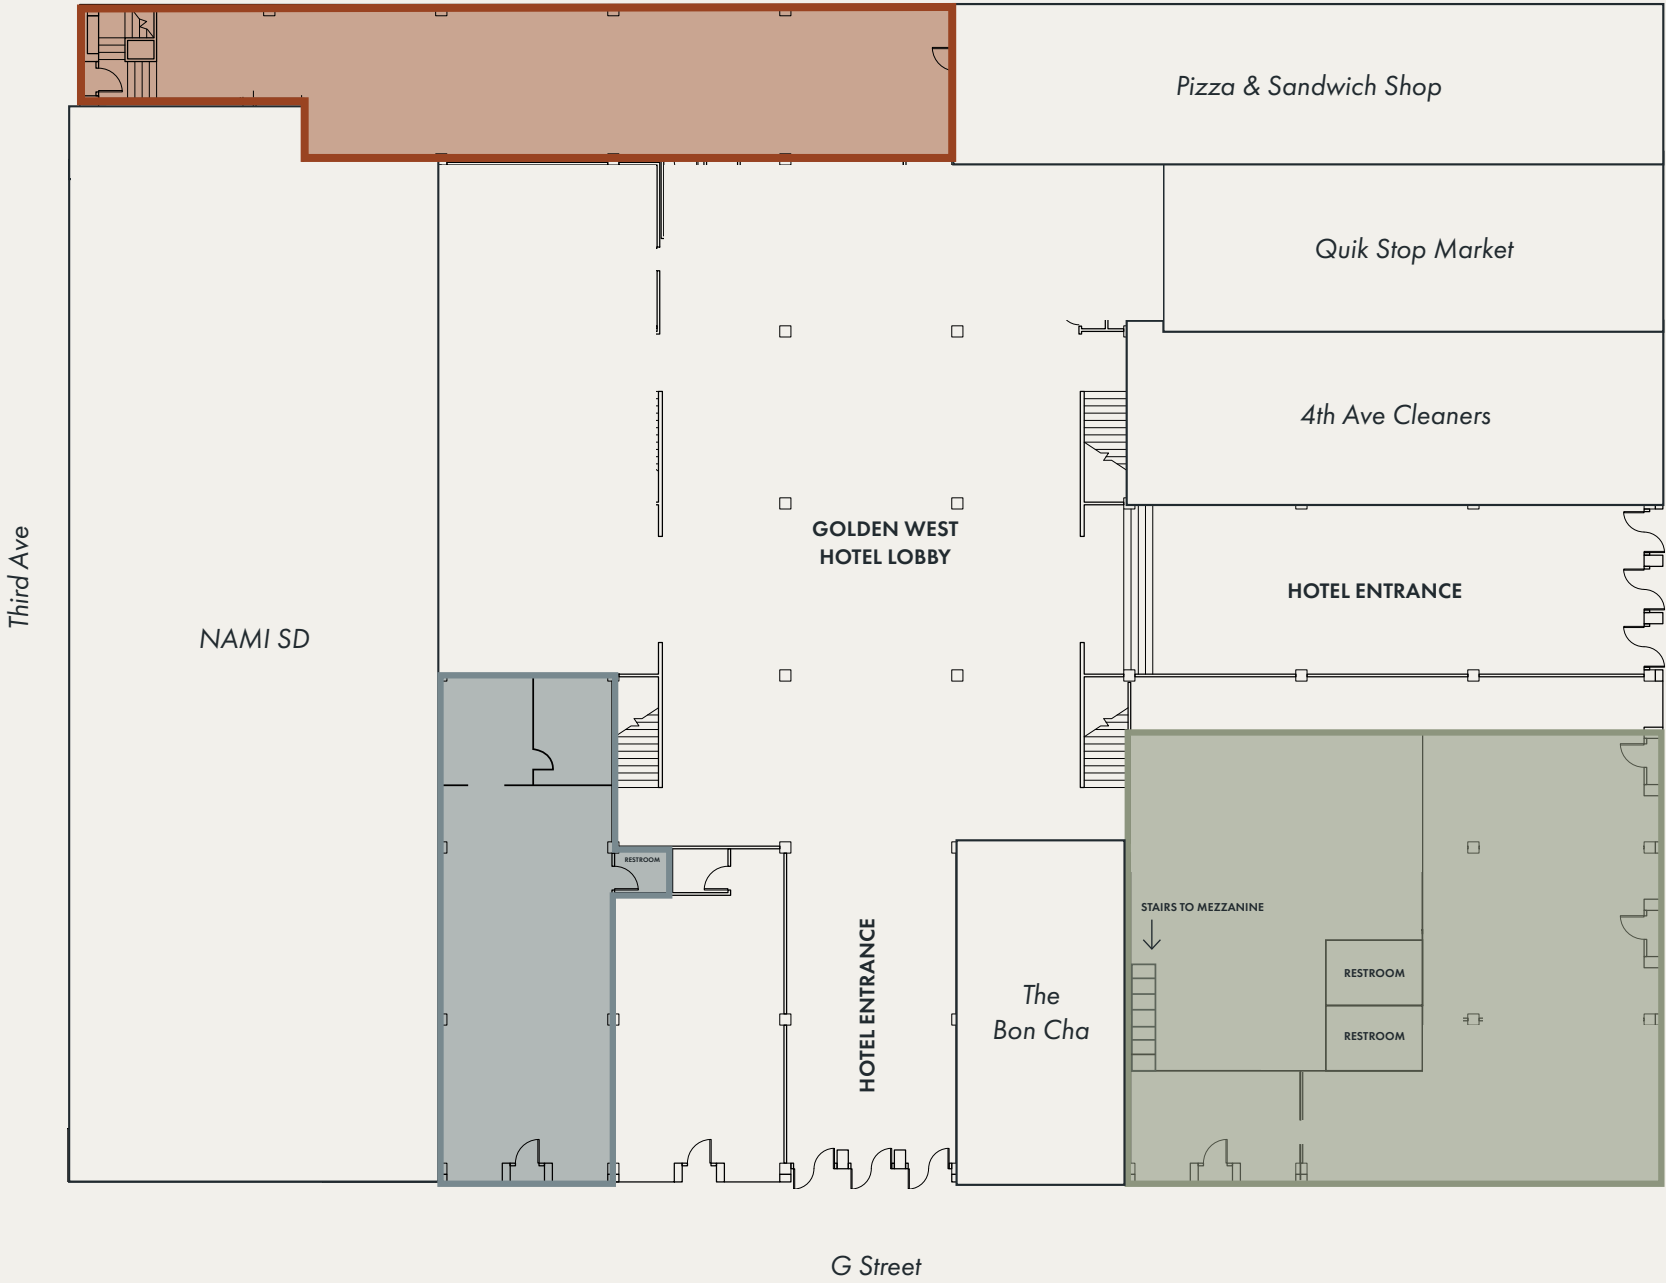 Pizza & Sandwich Shop
Quik Stop Market
4th Ave Cleaners
GOLDEN WEST
HOTEL LOBBY
HOTEL ENTRANCE
Third Ave
NAMI SD
RESTROOM
STAIRS TO MEZZANINE
HOTEL ENTRANCE
The
Bon Cha
RESTROOM
RESTROOM
G Street